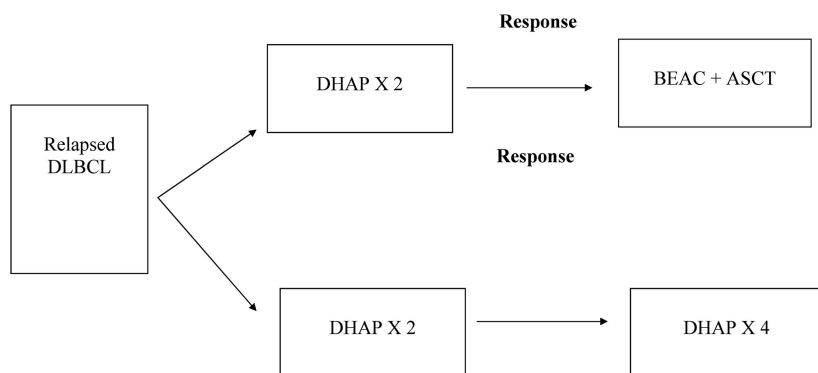 Response
DHAP X 2
BEAC + ASCT
Relapsed
DLBCL
Response
DHAP X 2
DHAP X 4